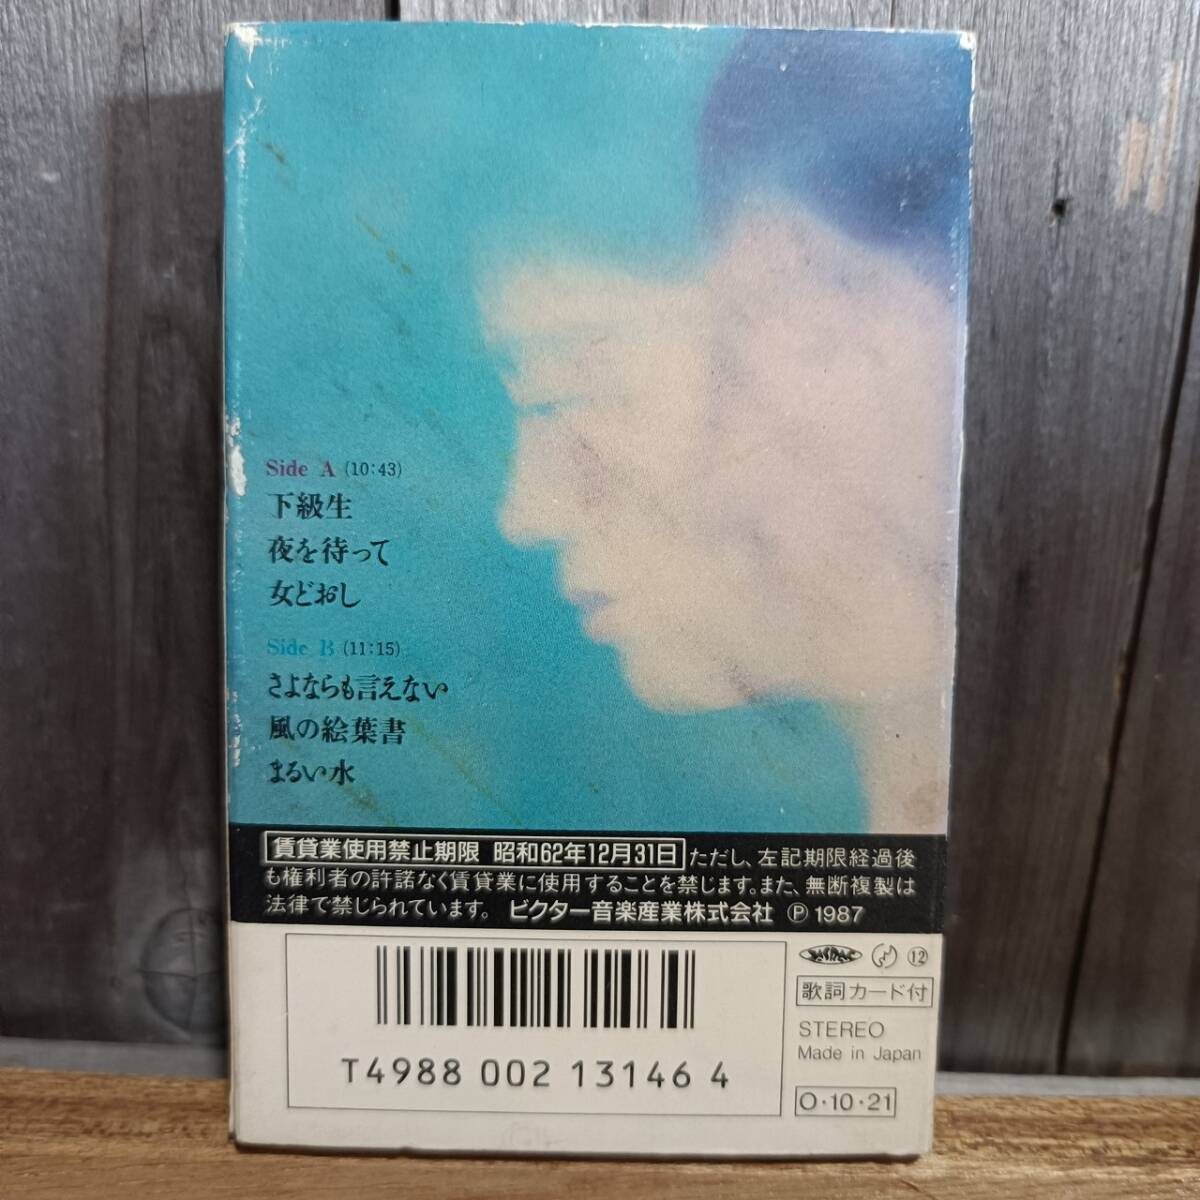 Side A (10:43)
下級生
夜を待って
女どおし
Side B (11:15)
さよならも言えない
風の絵葉書
まるい水
賃貸業使用禁止期限 昭和62年12月31日 ただし、左記期限経過後
も権利者の許諾なく賃貸業に使用することを禁じます。また、無断複製は
法律で禁じられています。 ビクター音楽産業株式会社 Ⓟ 1987
JASRAC ⑫
歌詞カード付
STEREO
Made in Japan
T4988 002 13146 4
O・10・21